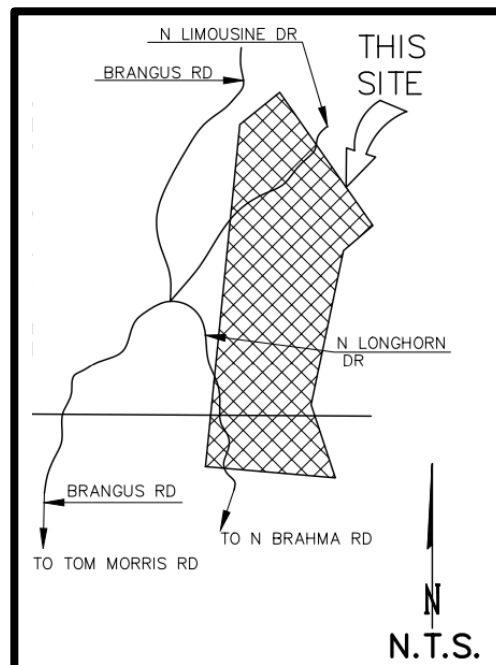 N LIMOUSINE DR
THIS
SITE
BRANGUS RD
N LONGHORN
DR
BRANGUS RD
TO N BRAHMA RD
TO TOM MORRIS RD
N
N.T.S.